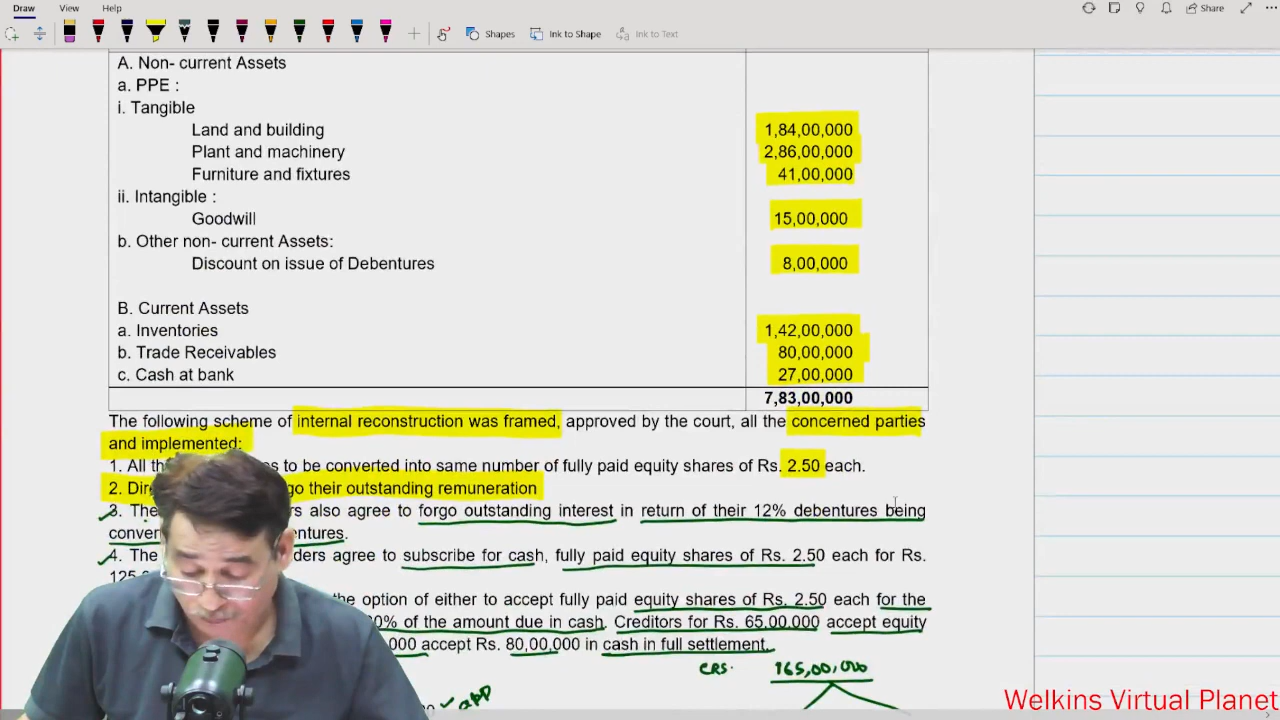 Draw View Help
Share
Shapes Ink to Shape Ink to Text
A. Non- current Assets
a. PPE :
i. Tangible
Land and building 1,84,00,000
Plant and machinery 2,86,00,000
Furniture and fixtures 41,00,000
ii. Intangible :
Goodwill 15,00,000
b. Other non- current Assets:
Discount on issue of Debentures 8,00,000
B. Current Assets
a. Inventories 1,42,00,000
b. Trade Receivables 80,00,000
c. Cash at bank 27,00,000
7,83,00,000
The following scheme of internal reconstruction was framed, approved by the court, all the concerned parties
and implemented:
1. All to be converted into same number of fully paid equity shares of Rs. 2.50 each.
2. their outstanding remuneration
3. also agree to forgo outstanding interest in return of their 12% debentures being
4. agree to subscribe for cash, fully paid equity shares of Rs. 2.50 each for Rs.
the option of either to accept fully paid equity shares of Rs. 2.50 each for the
of the amount due in cash. Creditors for Rs. 65,00,000 accept equity
accept Rs. 80,00,000 in cash in full settlement.
CRS. 165,00,000
Welkins Virtual Planet